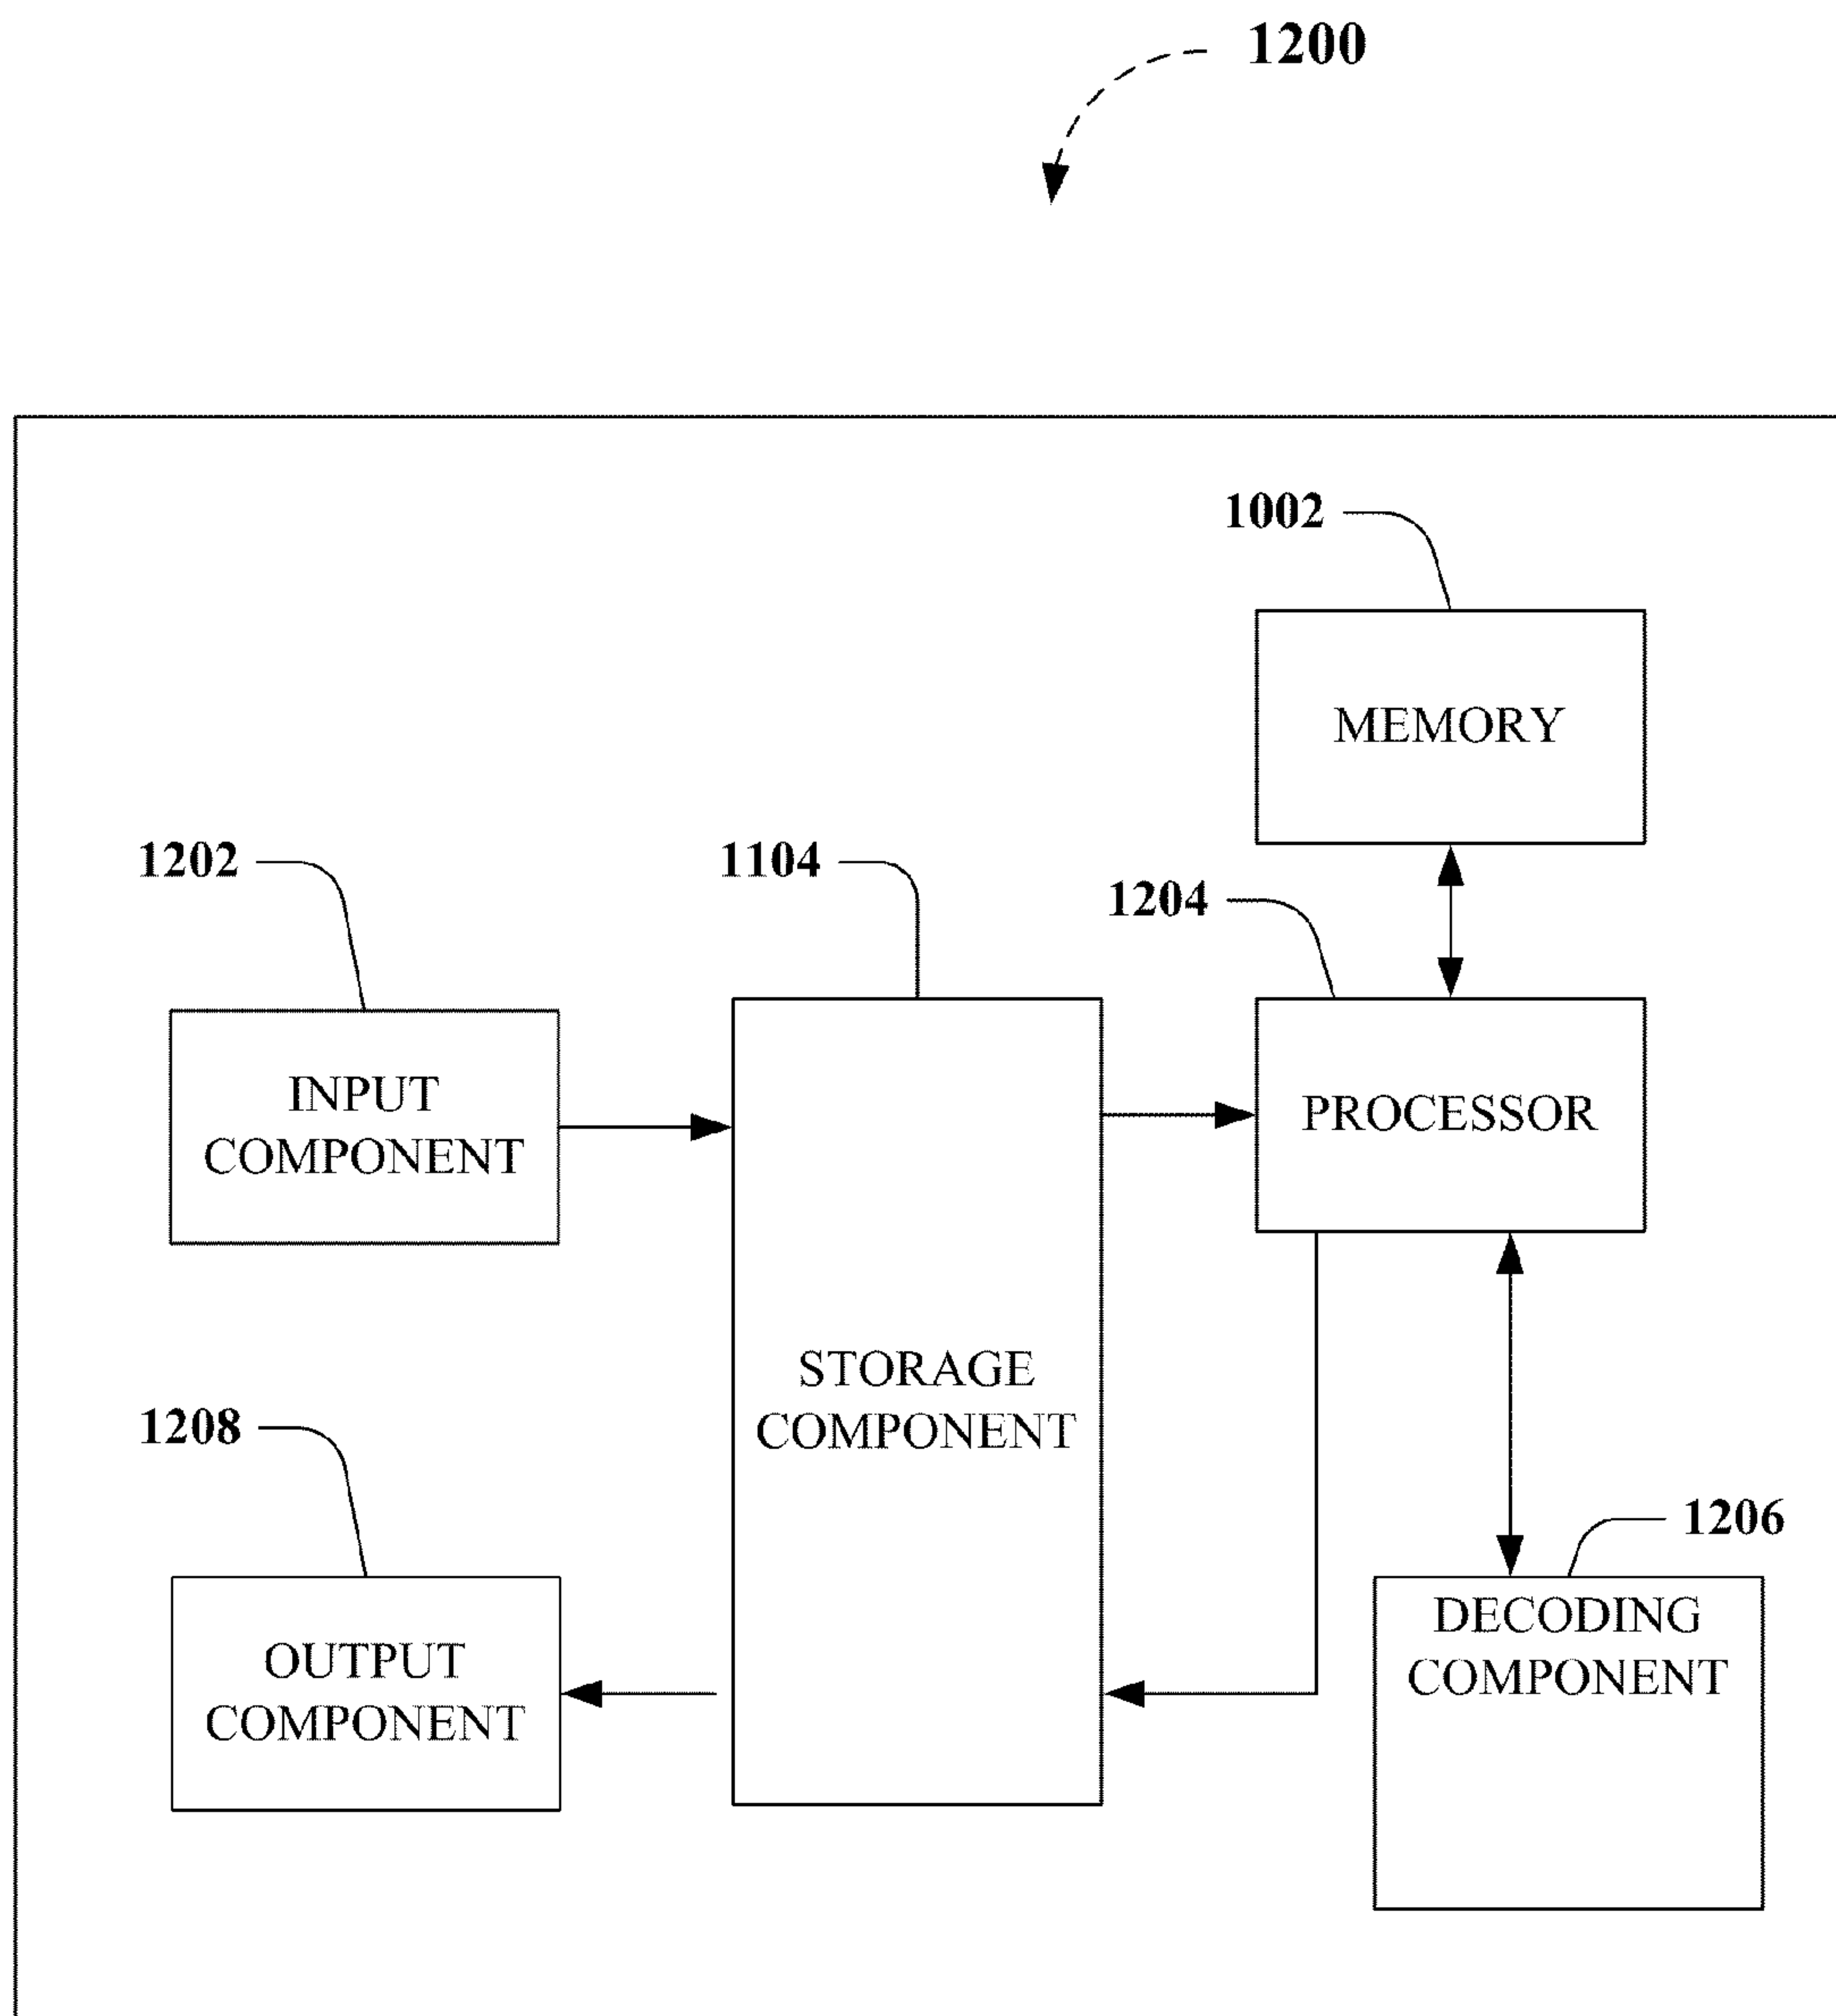 1200
1002
MEMORY
1202
1104
1204
INPUT
COMPONENT
PROCESSOR
STORAGE
COMPONENT
1208
1206
OUTPUT
COMPONENT
DECODING
COMPONENT